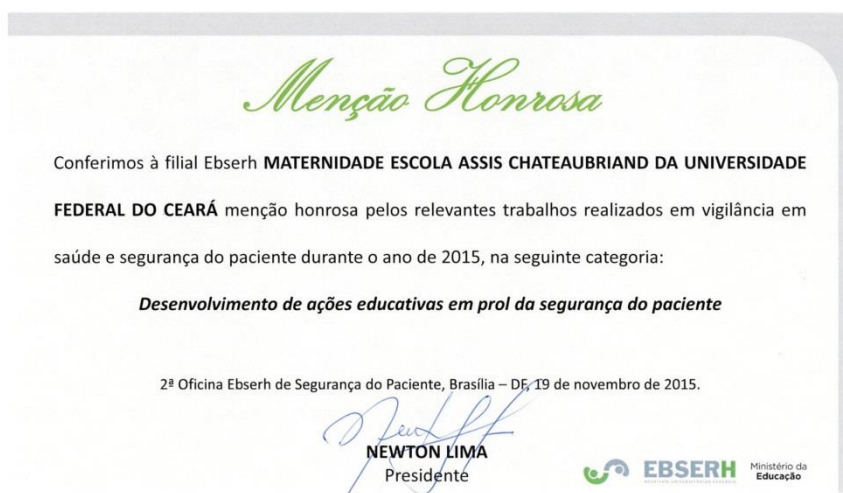 Menção Honrosa
Conferimos à filial Ebserh MATERNIDADE ESCOLA ASSIS CHATEAUBRIAND DA UNIVERSIDADE
FEDERAL DO CEARÁ menção honrosa pelos relevantes trabalhos realizados em vigilância em
saúde e segurança do paciente durante o ano de 2015, na seguinte categoria:
Desenvolvimento de ações educativas em prol da segurança do paciente
2ª Oficina Ebserh de Segurança do Paciente, Brasília – DF, 19 de novembro de 2015.
NEWTON LIMA
Presidente
EBSERH
Ministério da
Educação